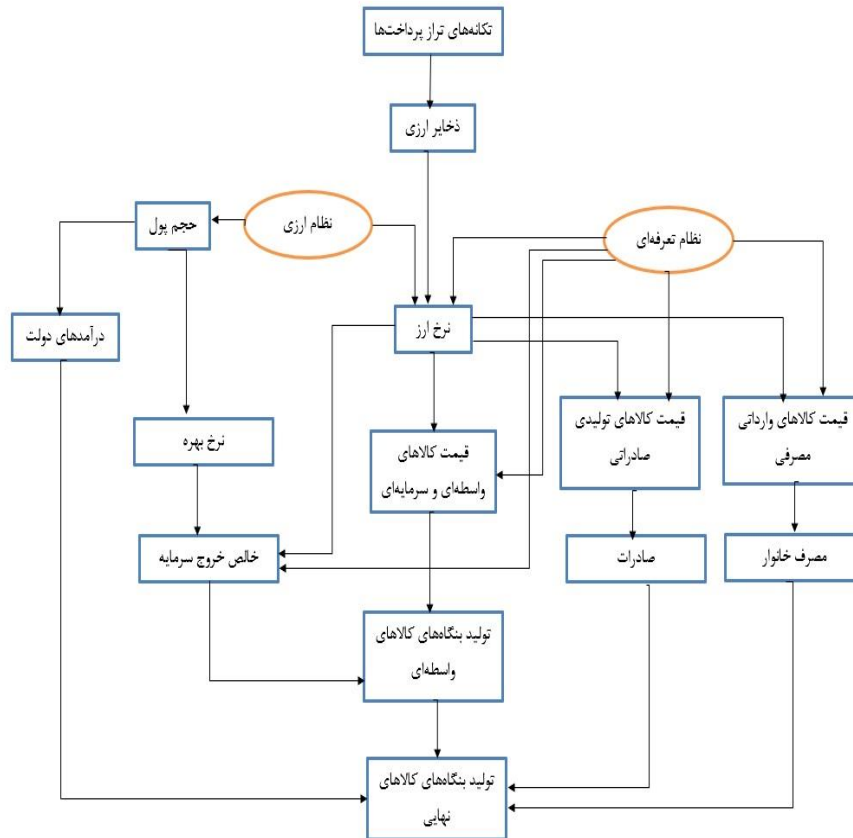 تکانه‌های تراز پرداخت‌ها
ذخایر ارزی
نظام تعرفه‌ای
نظام ارزی
حجم پول
نرخ ارز
درآمدهای دولت
قیمت کالاهای وارداتی
مصرفی
قیمت کالاهای تولیدی
صادراتی
قیمت کالاهای
واسطه‌ای و سرمایه‌ای
نرخ بهره
مصرف خانوار
صادرات
خالص خروج سرمایه
تولید بنگاه‌های کالاهای
واسطه‌ای
تولید بنگاه‌های کالاهای
نهایی